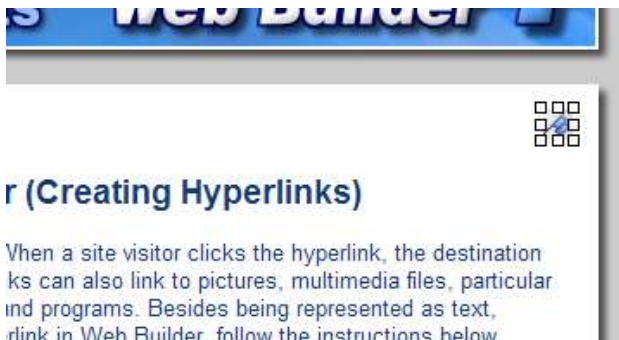 Web Builder
r (Creating Hyperlinks)
When a site visitor clicks the hyperlink, the destination
ks can also link to pictures, multimedia files, particular
and programs. Besides being represented as text,
rlink in Web Builder, follow the instructions below